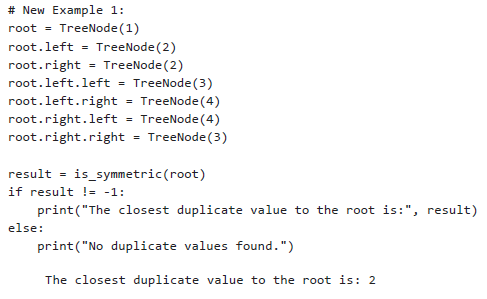 # New Example 1:
root = TreeNode(1)
root.left = TreeNode(2)
root.right = TreeNode(2)
root.left.left = TreeNode(3)
root.left.right = TreeNode(4)
root.right.left = TreeNode(4)
root.right.right = TreeNode(3)

result = is_symmetric(root)
if result != -1:
    print("The closest duplicate value to the root is:", result)
else:
    print("No duplicate values found.")

     The closest duplicate value to the root is: 2